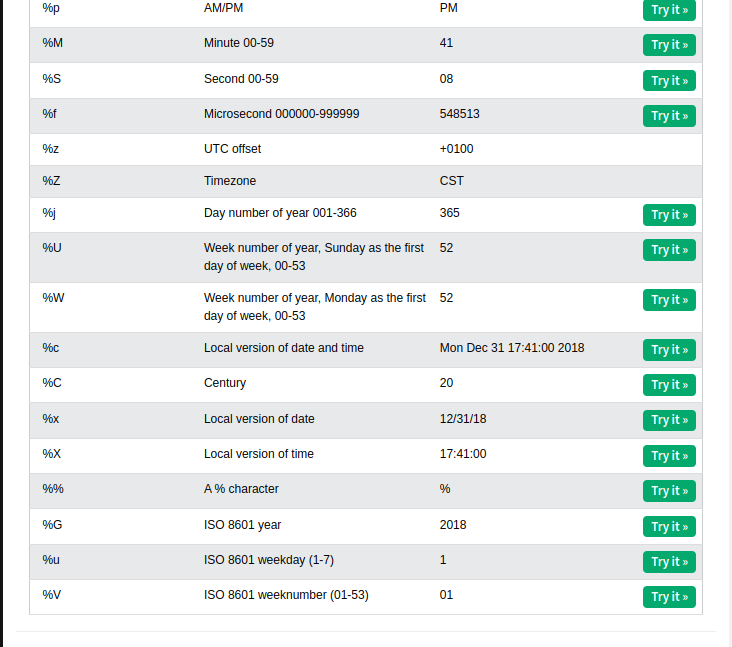 %p AM/PM PM Try it »
%M Minute 00-59 41 Try it »
%S Second 00-59 08 Try it »
%f Microsecond 000000-999999 548513 Try it »
%z UTC offset +0100
%Z Timezone CST
%j Day number of year 001-366 365 Try it »
%U Week number of year, Sunday as the first 52 Try it »
day of week, 00-53
%W Week number of year, Monday as the first 52 Try it »
day of week, 00-53
%c Local version of date and time Mon Dec 31 17:41:00 2018 Try it »
%C Century 20 Try it »
%x Local version of date 12/31/18 Try it »
%X Local version of time 17:41:00 Try it »
%% A % character % Try it »
%G ISO 8601 year 2018 Try it »
%u ISO 8601 weekday (1-7) 1 Try it »
%V ISO 8601 weeknumber (01-53) 01 Try it »